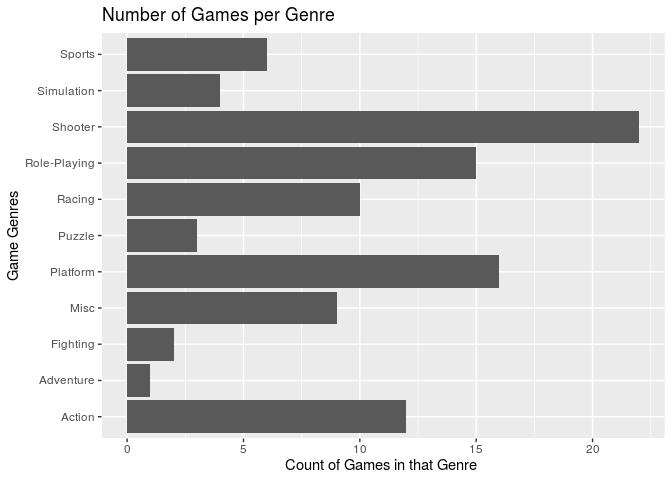 Number of Games per Genre
Sports
Simulation
Shooter
Role-Playing
Racing
Puzzle
Platform
Misc
Fighting
Adventure
Action
Game Genres
0 5 10 15 20
Count of Games in that Genre